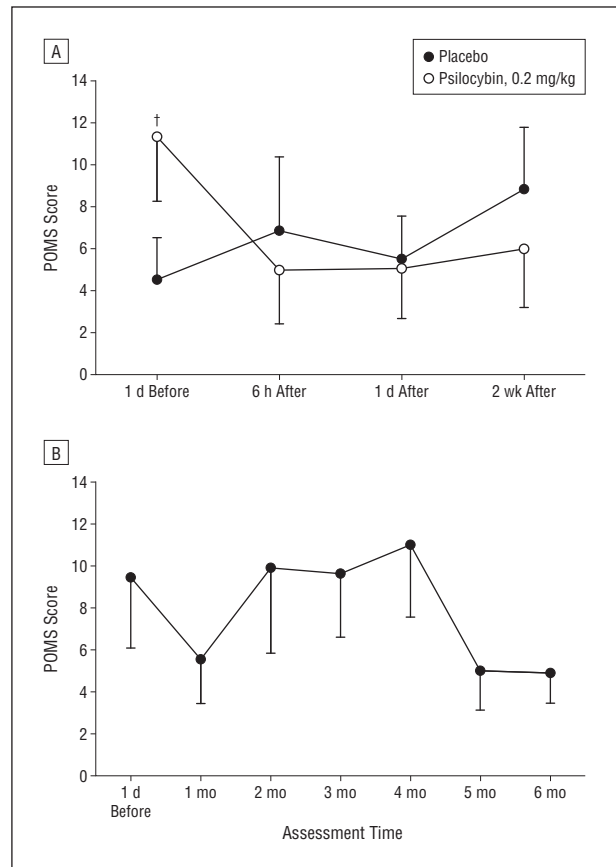 A
Placebo
Psilocybin, 0.2 mg/kg
14
12
10
8
6
4
2
0
†
POMS Score
1 d Before
6 h After
1 d After
2 wk After
B
14
12
10
8
6
4
2
0
POMS Score
1 d
Before
1 mo
2 mo
3 mo
4 mo
5 mo
6 mo
Assessment Time